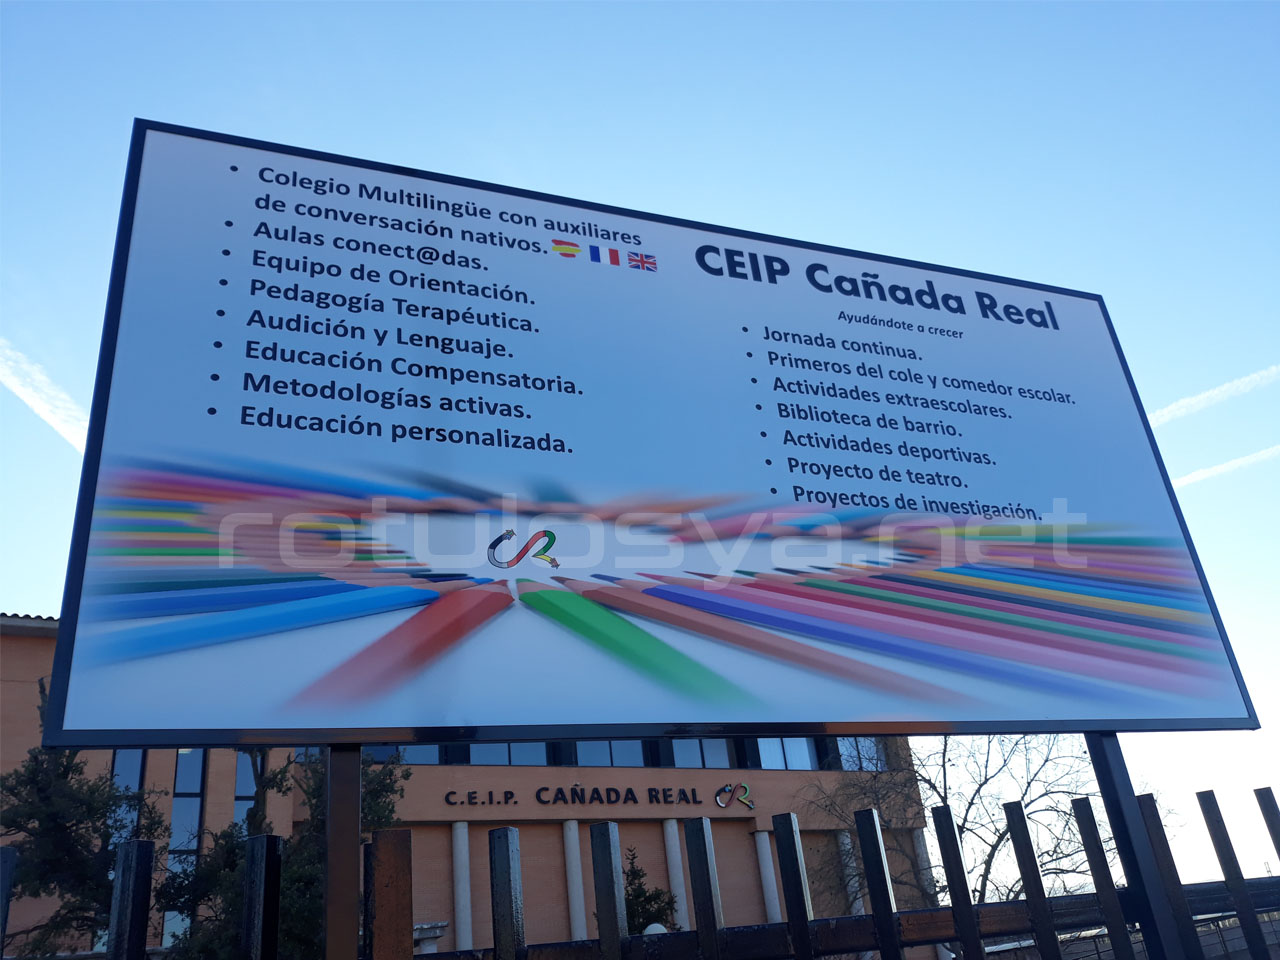 • Colegio Multilingüe con auxiliares
de conversación nativos.
• Aulas conect@das.
• Equipo de Orientación.
• Pedagogía Terapéutica.
• Audición y Lenguaje.
• Educación Compensatoria.
• Metodologías activas.
• Educación personalizada.
CEIP Cañada Real
Ayudándote a crecer
• Jornada continua.
• Primeros del cole y comedor escolar.
• Actividades extraescolares.
• Biblioteca de barrio.
• Actividades deportivas.
• Proyecto de teatro.
• Proyectos de investigación.
rotulosya.net
CR
C.E.I.P. CAÑADA REAL CR